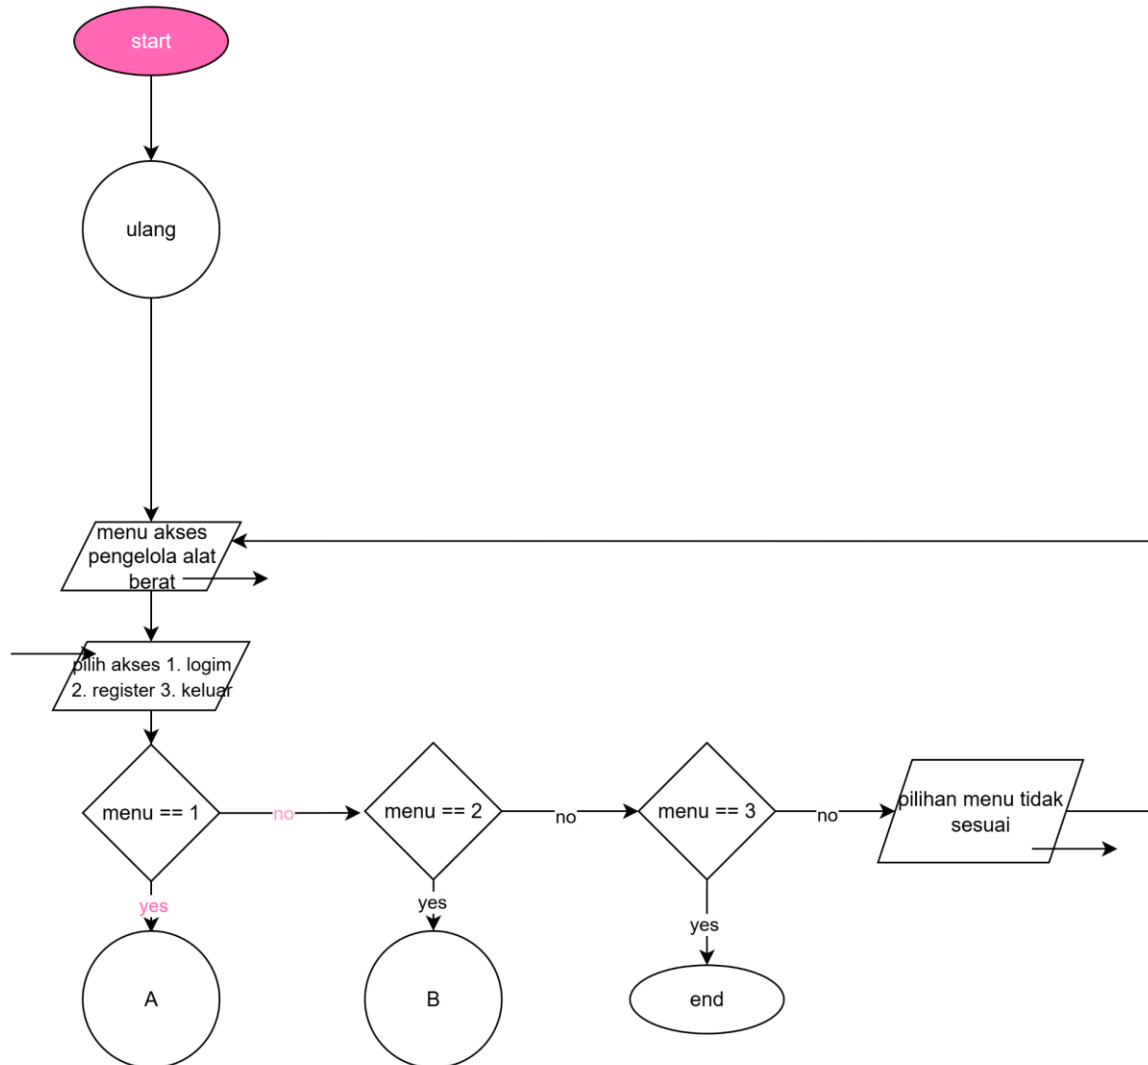 start
ulang
menu akses
pengelola alat
berat
pilih akses 1. logim
2. register 3. keluar
menu == 1
no
menu == 2
no
menu == 3
no
pilihan menu tidak
sesuai
yes
yes
yes
A
B
end